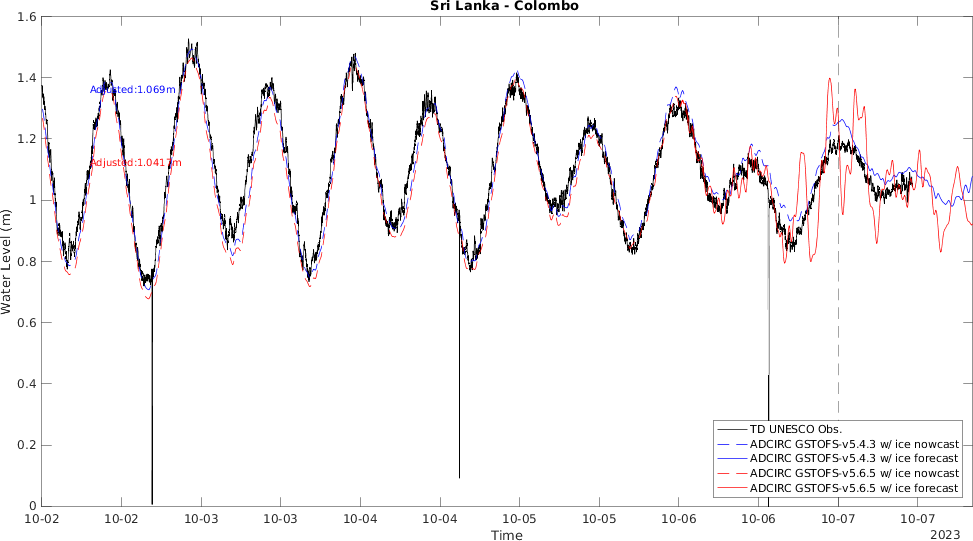 Sri Lanka - Colombo
1.6
1.4
1.2
1
0.8
0.6
0.4
0.2
0
Water Level (m)
Adjusted:1.069m
Adjusted:1.0417m
TD UNESCO Obs.
ADCIRC GSTOFS-v5.4.3 w/ ice nowcast
ADCIRC GSTOFS-v5.4.3 w/ ice forecast
ADCIRC GSTOFS-v5.6.5 w/ ice nowcast
ADCIRC GSTOFS-v5.6.5 w/ ice forecast
10-02 10-02 10-03 10-03 10-04 10-04 10-05 10-05 10-06 10-06 10-07 10-07
Time
2023